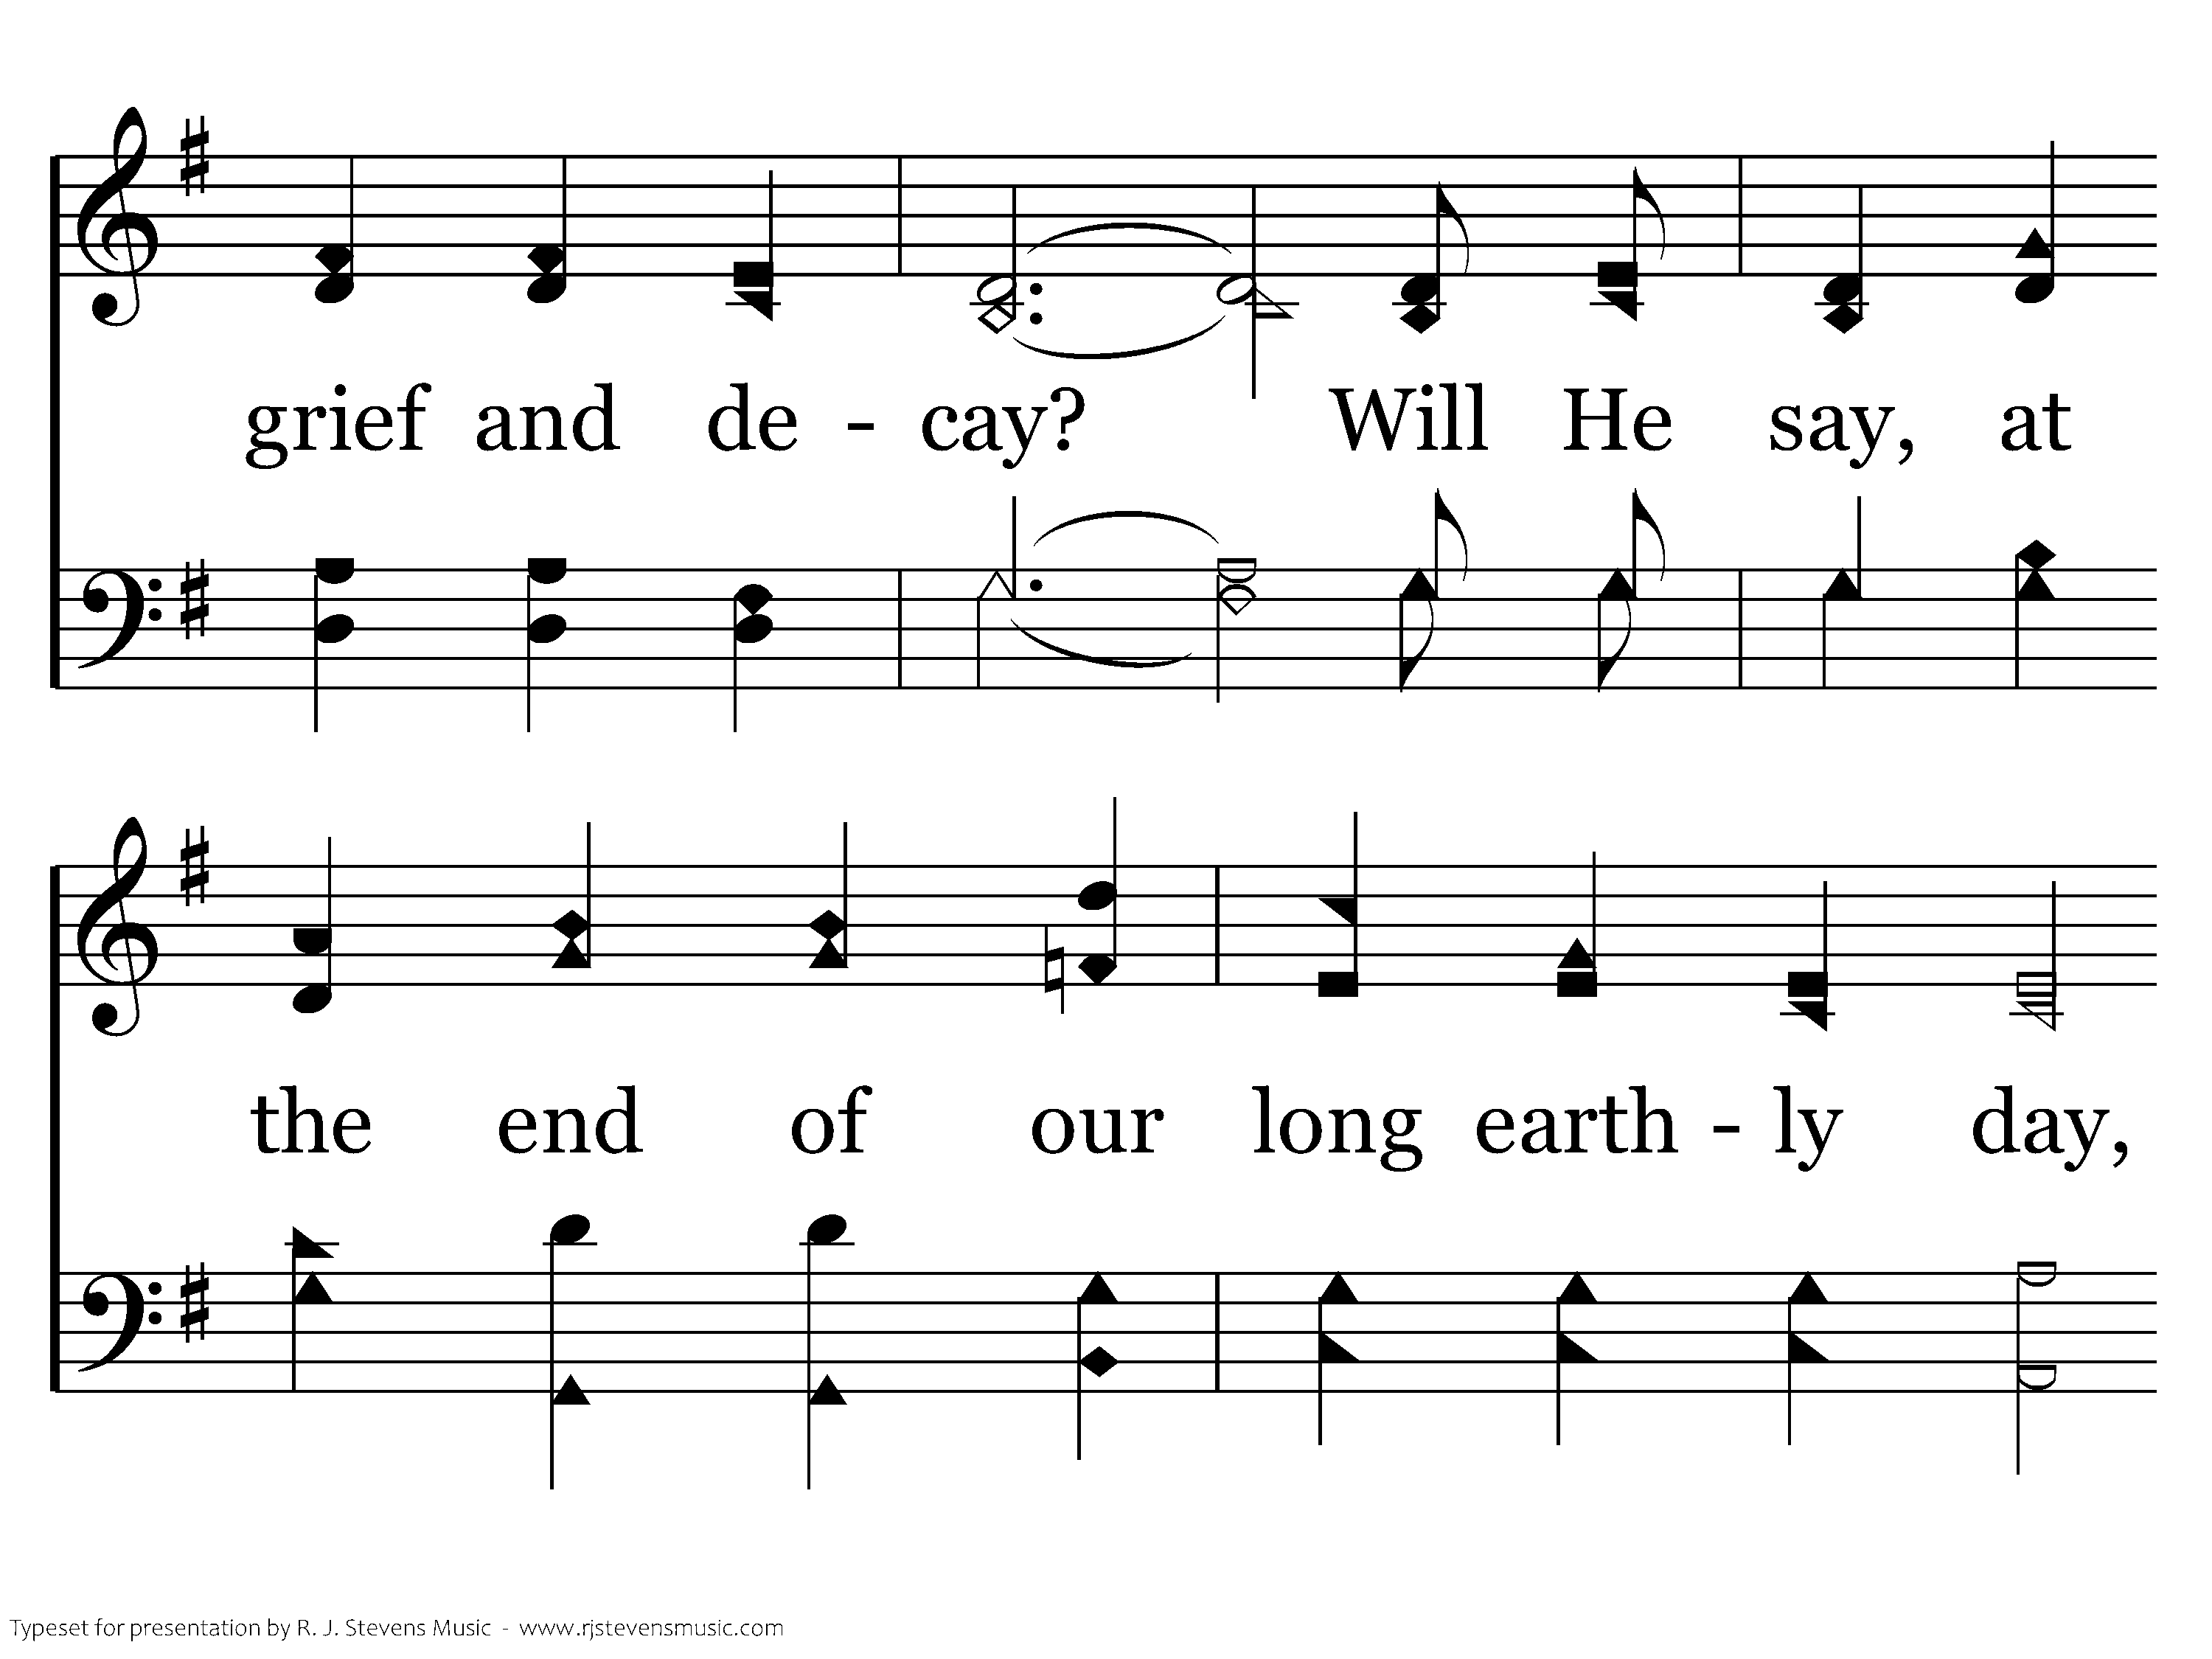 grief and de - cay? Will He say, at
the end of our long earth - ly day,
Typeset for presentation by R. J. Stevens Music - www.rjstevensmusic.com